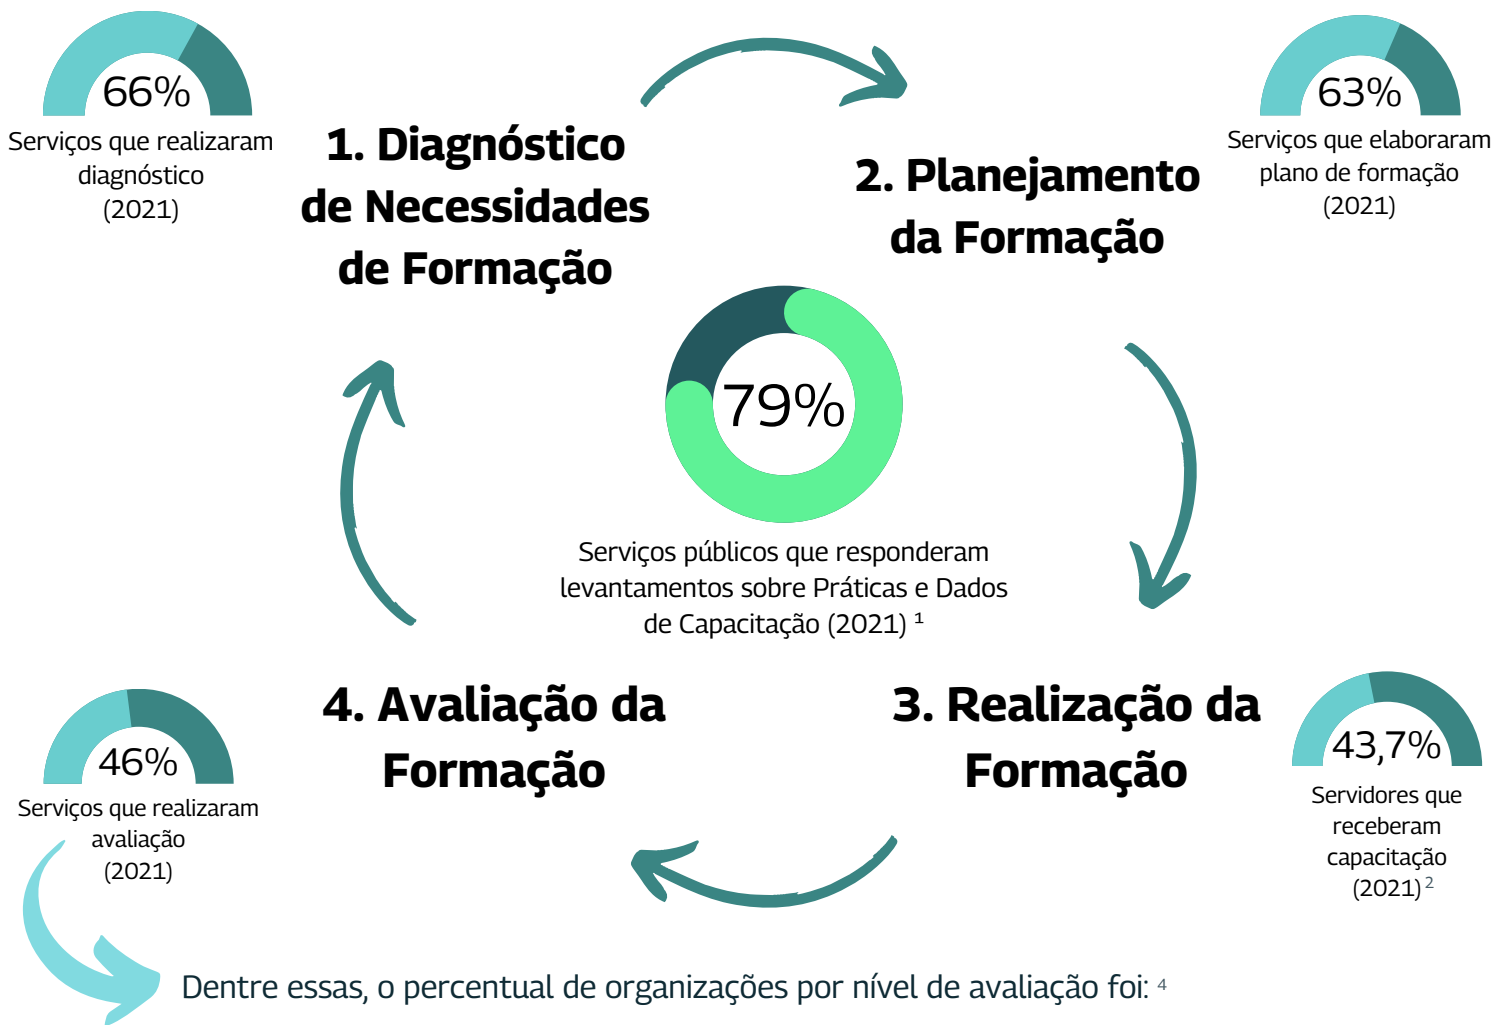 66%
Serviços que realizaram
diagnóstico
(2021)
1. Diagnóstico
de Necessidades
de Formação
2. Planejamento
da Formação
63%
Serviços que elaboraram
plano de formação
(2021)
79%
Serviços públicos que responderam
levantamentos sobre Práticas e Dados
de Capacitação (2021) ¹
4. Avaliação da
Formação
3. Realização da
Formação
43,7%
Servidores que
receberam
capacitação
(2021) ²
46%
Serviços que realizaram
avaliação
(2021)
Dentre essas, o percentual de organizações por nível de avaliação foi: ⁴